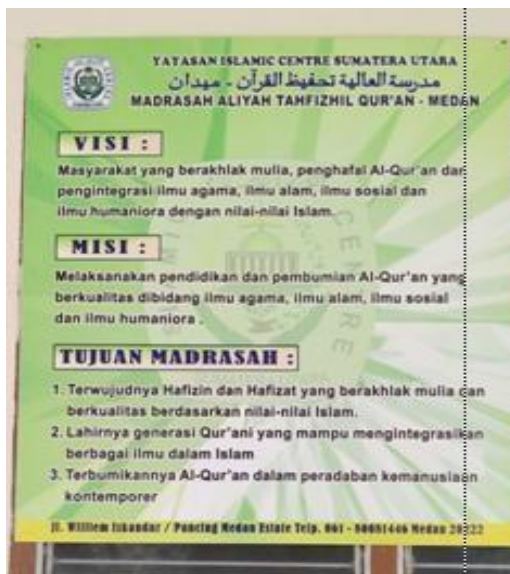 YAYASAN ISLAMIC CENTRE SUMATERA UTARA
مدرسة العالية تحفيظ القرآن - ميدان
MADRASAH ALIYAH TAHFIZHIL QUR'AN - MEDAN
VISI :
Masyarakat yang berakhlak mulia, penghafal Al-Qur'an dan
pengintegrasi ilmu agama, ilmu alam, ilmu sosial dan
ilmu humaniora dengan nilai-nilai Islam.
MISI :
Melaksanakan pendidikan dan pembumian Al-Qur'an yang
berkualitas dibidang ilmu agama, ilmu alam, ilmu sosial
dan ilmu humaniora .
TUJUAN MADRASAH :
1. Terwujudnya Hafizin dan Hafizat yang berakhlak mulia dan
berkualitas berdasarkan nilai-nilai Islam.
2. Lahirnya generasi Qur'ani yang mampu mengintegrasikan
berbagai ilmu dalam Islam
3. Terbumikannya Al-Qur'an dalam peradaban kemanusiaan
kontemporer
Jl. Williem Iskandar / Pancing Medan Estate Telp. 061 - Medan